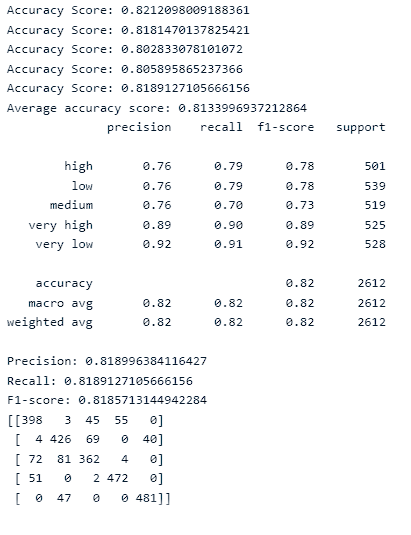 Accuracy Score: 0.8212098009188361
Accuracy Score: 0.8181470137825421
Accuracy Score: 0.802833078101072
Accuracy Score: 0.805895865237366
Accuracy Score: 0.8189127105666156
Average accuracy score: 0.8133996937212864
precision recall f1-score support
high 0.76 0.79 0.78 501
low 0.76 0.79 0.78 539
medium 0.76 0.70 0.73 519
very high 0.89 0.90 0.89 525
very low 0.92 0.91 0.92 528
accuracy 0.82 2612
macro avg 0.82 0.82 0.82 2612
weighted avg 0.82 0.82 0.82 2612
Precision: 0.818996384116427
Recall: 0.8189127105666156
F1-score: 0.8185713144942284
[[398 3 45 55 0]
[ 4 426 69 0 40]
[ 72 81 362 4 0]
[ 51 0 2 472 0]
[ 0 47 0 0 481]]